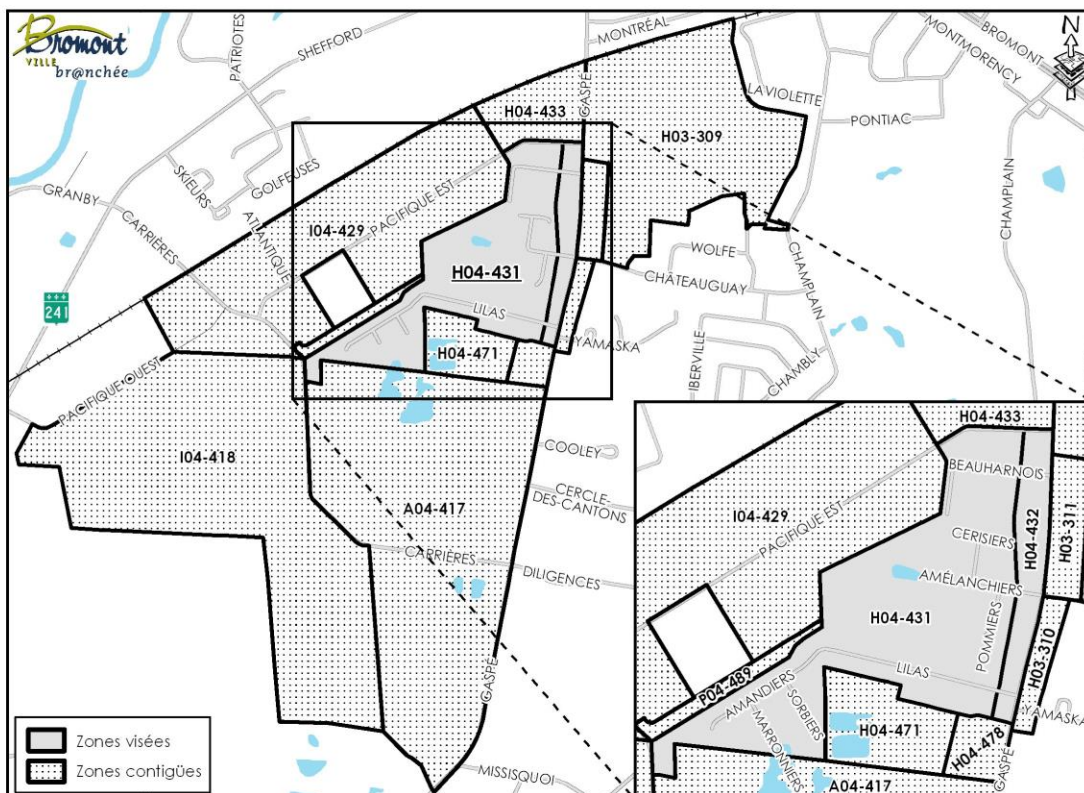 Bromont
VILLE
br@nchée
N
PATRIOTES
SHEFFORD
MONTRÉAL
GASPÉ
MONTMORENCY
BROMONT
LAVIOLETTE
PONTIAC
H04-433
H03-309
SKIEURS
GOLFEUSES
GRANBY
CARRIÈRES
ATLANTIQUE
I04-429
PACIFIQUE EST
CHAMPLAIN
WOLFE
CHAMPLAIN
H04-431
CHÂTEAUGUAY
241
LILAS
YAMASKA
H04-471
IBERVILLE
CHAMBLY
PACIFIQUE OUEST
I04-418
COOLEY
CERCLE-
DES-CANTONS
A04-417
CARRIÈRES
DILIGENCES
GASPÉ
MISSISQUOI
Zones visées
Zones contigües
H04-433
BEAUHARNOIS
I04-429
PACIFIQUE EST
H04-432
H03-311
CERISIERS
AMÉLANCHIERS
H04-431
POMMIERS
H03-310
LILAS
P04-489
AMANDIERS
SORBIERS
MARRONNIERS
YAMASKA
H04-471
H04-478
GASPÉ
A04-417